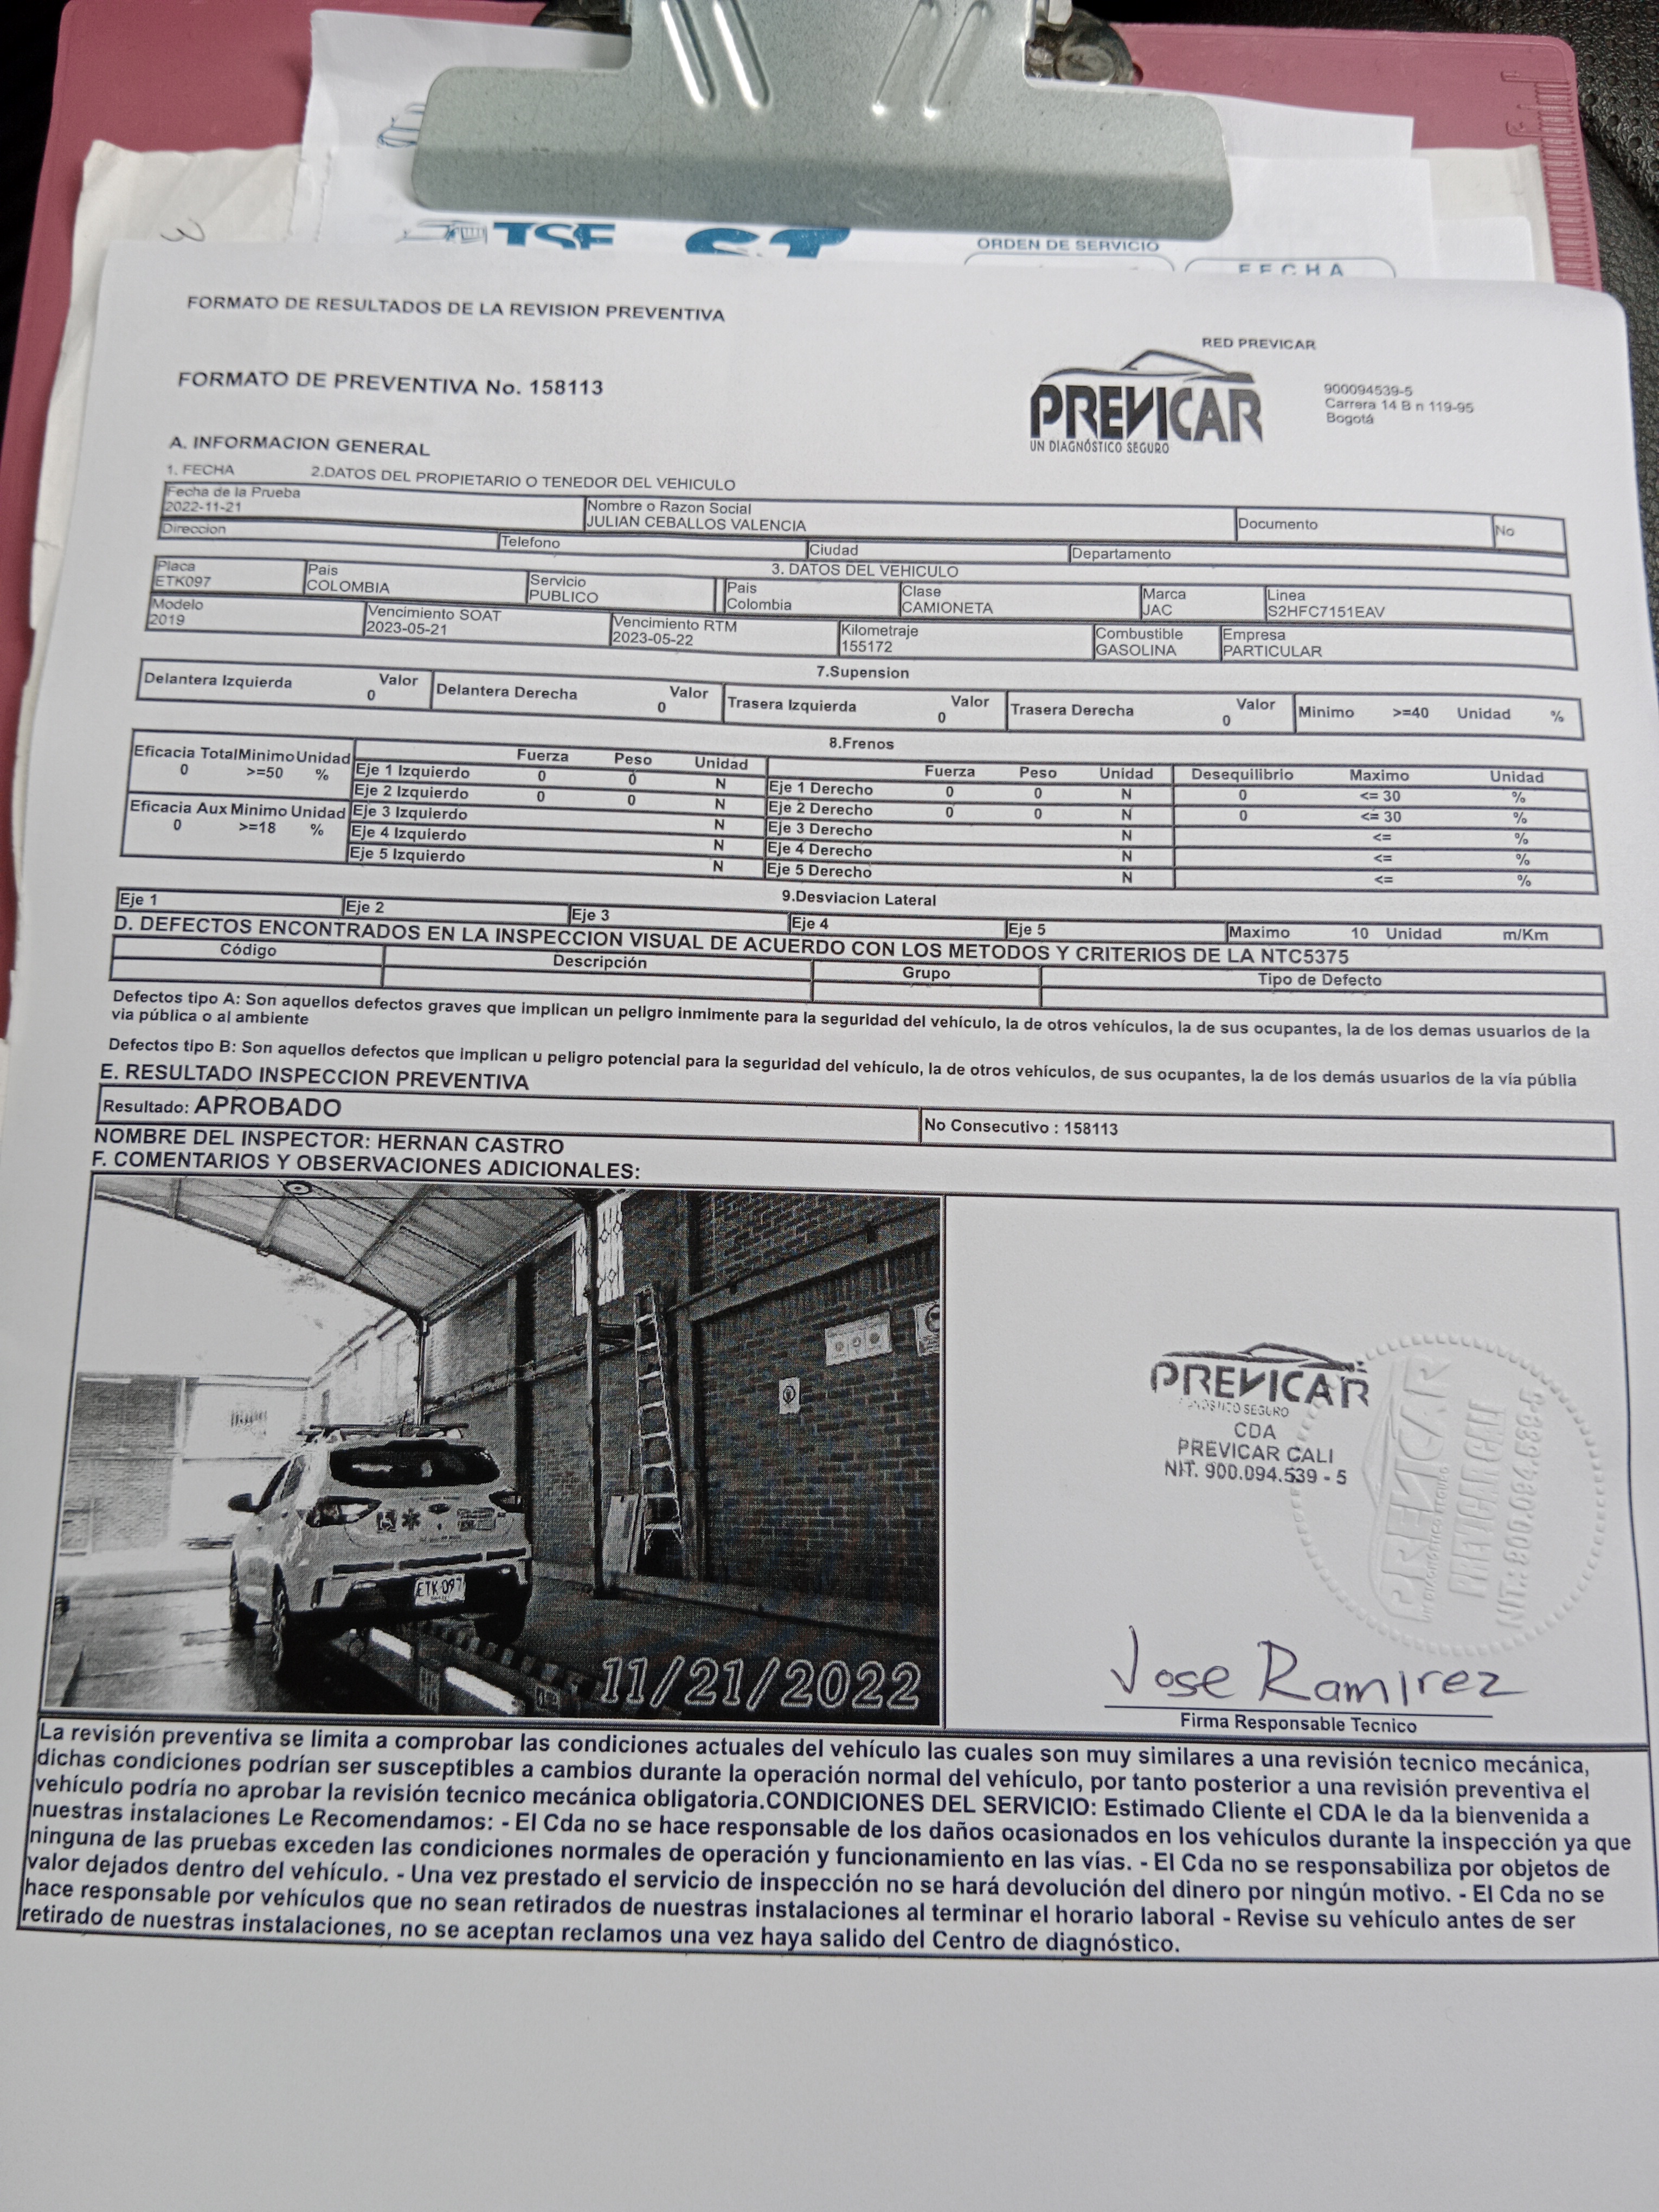 TSF ST
ORDEN DE SERVICIO
FECHA
FORMATO DE RESULTADOS DE LA REVISION PREVENTIVA
RED PREVICAR
FORMATO DE PREVENTIVA No. 158113
PREVICAR
UN DIAGNÓSTICO SEGURO
900094539-5
Carrera 14 B n 119-95
Bogotá
A. INFORMACION GENERAL
1. FECHA 2.DATOS DEL PROPIETARIO O TENEDOR DEL VEHICULO
Fecha de la Prueba Nombre o Razon Social Documento No
2022-11-21 JULIAN CEBALLOS VALENCIA
Direccion Telefono Ciudad Departamento
3. DATOS DEL VEHICULO
Placa Pais Servicio Pais Clase Marca Linea
ETK097 COLOMBIA PUBLICO Colombia CAMIONETA JAC S2HFC7151EAV
Modelo Vencimiento SOAT Vencimiento RTM Kilometraje Combustible Empresa
2019 2023-05-21 2023-05-22 155172 GASOLINA PARTICULAR
7.Supension
Delantera Izquierda Valor Delantera Derecha Valor Trasera Izquierda Valor Trasera Derecha Valor Minimo >=40 Unidad %
0 0 0 0
8.Frenos
Eficacia Total Minimo Unidad Fuerza Peso Unidad Fuerza Peso Unidad Desequilibrio Maximo Unidad
0 >=50 % Eje 1 Izquierdo 0 0 N Eje 1 Derecho 0 0 N 0 <= 30 %
Eje 2 Izquierdo 0 0 N Eje 2 Derecho 0 0 N 0 <= 30 %
Eficacia Aux Minimo Unidad Eje 3 Izquierdo N Eje 3 Derecho N <= %
0 >=18 % Eje 4 Izquierdo N Eje 4 Derecho N <= %
Eje 5 Izquierdo N Eje 5 Derecho N <= %
9.Desviacion Lateral
Eje 1 Eje 2 Eje 3 Eje 4 Eje 5 Maximo 10 Unidad m/Km
D. DEFECTOS ENCONTRADOS EN LA INSPECCION VISUAL DE ACUERDO CON LOS METODOS Y CRITERIOS DE LA NTC5375
Código Descripción Grupo Tipo de Defecto
Defectos tipo A: Son aquellos defectos graves que implican un peligro inmimente para la seguridad del vehículo, la de otros vehículos, la de sus ocupantes, la de los demas usuarios de la
via pública o al ambiente
Defectos tipo B: Son aquellos defectos que implican u peligro potencial para la seguridad del vehículo, la de otros vehículos, de sus ocupantes, la de los demás usuarios de la vía públia
E. RESULTADO INSPECCION PREVENTIVA
Resultado: APROBADO No Consecutivo : 158113
NOMBRE DEL INSPECTOR: HERNAN CASTRO
F. COMENTARIOS Y OBSERVACIONES ADICIONALES:
ETK 097
11/21/2022
PREVICAR
CDA
PREVICAR CALI
NIT. 900.094.539 - 5
PREVICAR
UN DIAGNÓSTICO SEGURO
PREVICAR
NIT.: 900.094.539-5
Jose Ramirez
Firma Responsable Tecnico
La revisión preventiva se limita a comprobar las condiciones actuales del vehículo las cuales son muy similares a una revisión tecnico mecánica,
dichas condiciones podrían ser susceptibles a cambios durante la operación normal del vehículo, por tanto posterior a una revisión preventiva el
vehículo podría no aprobar la revisión tecnico mecánica obligatoria.CONDICIONES DEL SERVICIO: Estimado Cliente el CDA le da la bienvenida a
nuestras instalaciones Le Recomendamos: - El Cda no se hace responsable de los daños ocasionados en los vehículos durante la inspección ya que
ninguna de las pruebas exceden las condiciones normales de operación y funcionamiento en las vías. - El Cda no se responsabiliza por objetos de
valor dejados dentro del vehículo. - Una vez prestado el servicio de inspección no se hará devolución del dinero por ningún motivo. - El Cda no se
hace responsable por vehículos que no sean retirados de nuestras instalaciones al terminar el horario laboral - Revise su vehículo antes de ser
retirado de nuestras instalaciones, no se aceptan reclamos una vez haya salido del Centro de diagnóstico.